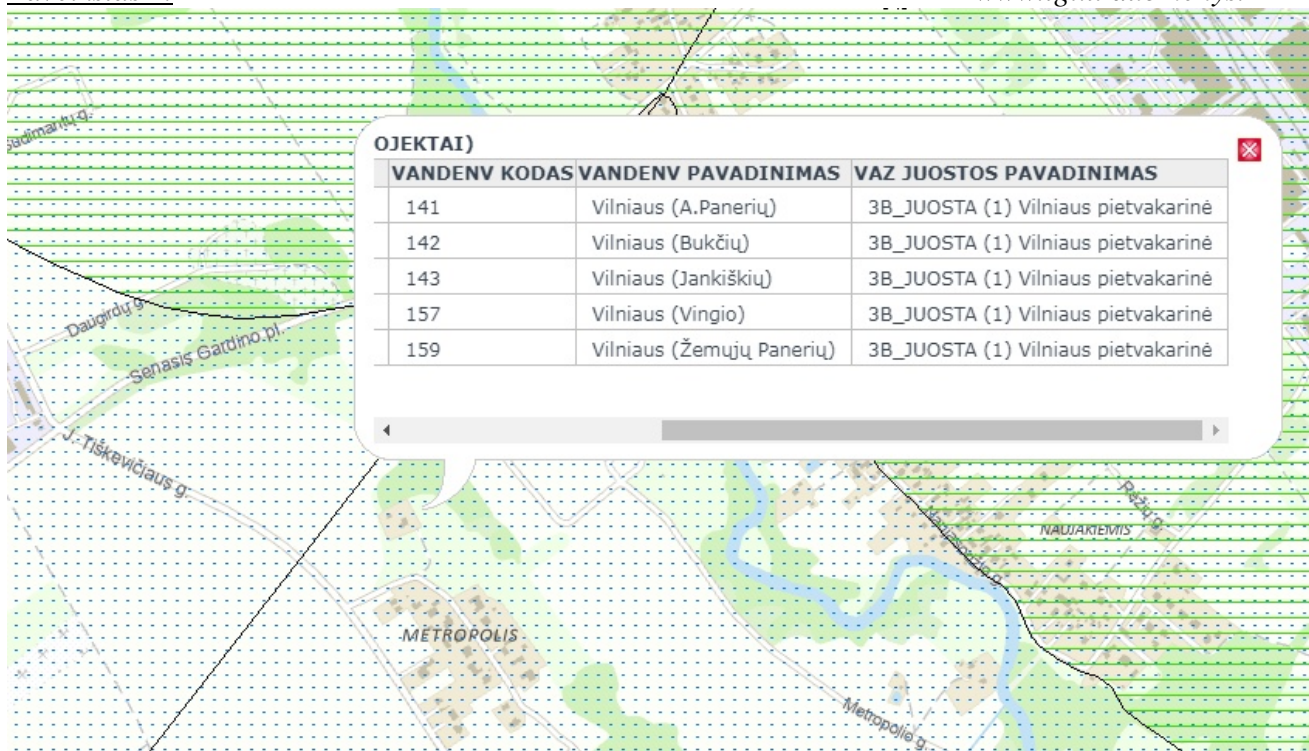 OJEKTAI)
VANDENV KODAS VANDENV PAVADINIMAS VAZ JUOSTOS PAVADINIMAS
141 Vilniaus (A.Panerių) 3B_JUOSTA (1) Vilniaus pietvakarinė
142 Vilniaus (Bukčių) 3B_JUOSTA (1) Vilniaus pietvakarinė
143 Vilniaus (Jankiškių) 3B_JUOSTA (1) Vilniaus pietvakarinė
157 Vilniaus (Vingio) 3B_JUOSTA (1) Vilniaus pietvakarinė
159 Vilniaus (Žemųjų Panerių) 3B_JUOSTA (1) Vilniaus pietvakarinė
Daugirdų g.
Senasis Gardino pl.
J. Tiškevičiaus g.
Rėžių g.
NAUJAKIEMIS
Naujasodžio g.
METROPOLIS
Metropolio g.